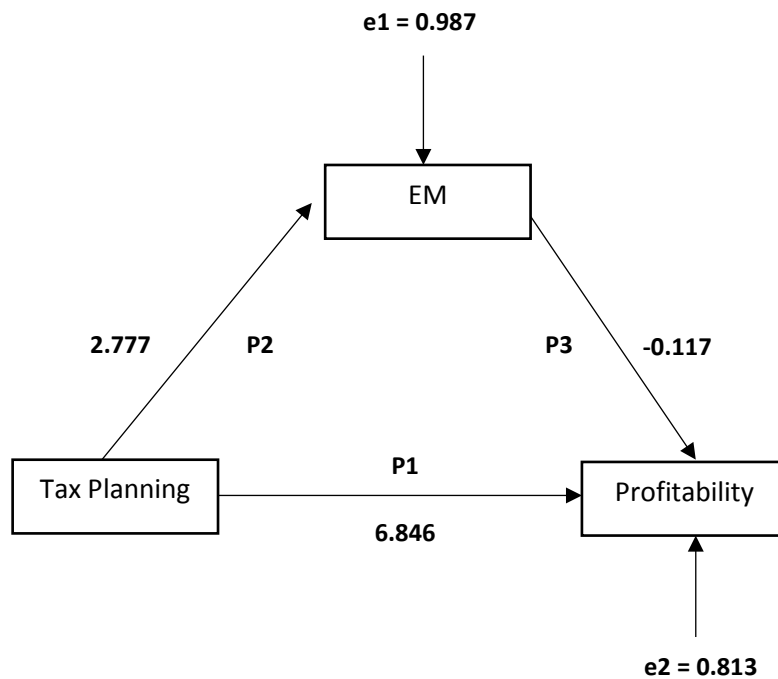 e1 = 0.987
EM
2.777
P2
P3
-0.117
Tax Planning
P1
Profitability
6.846
e2 = 0.813